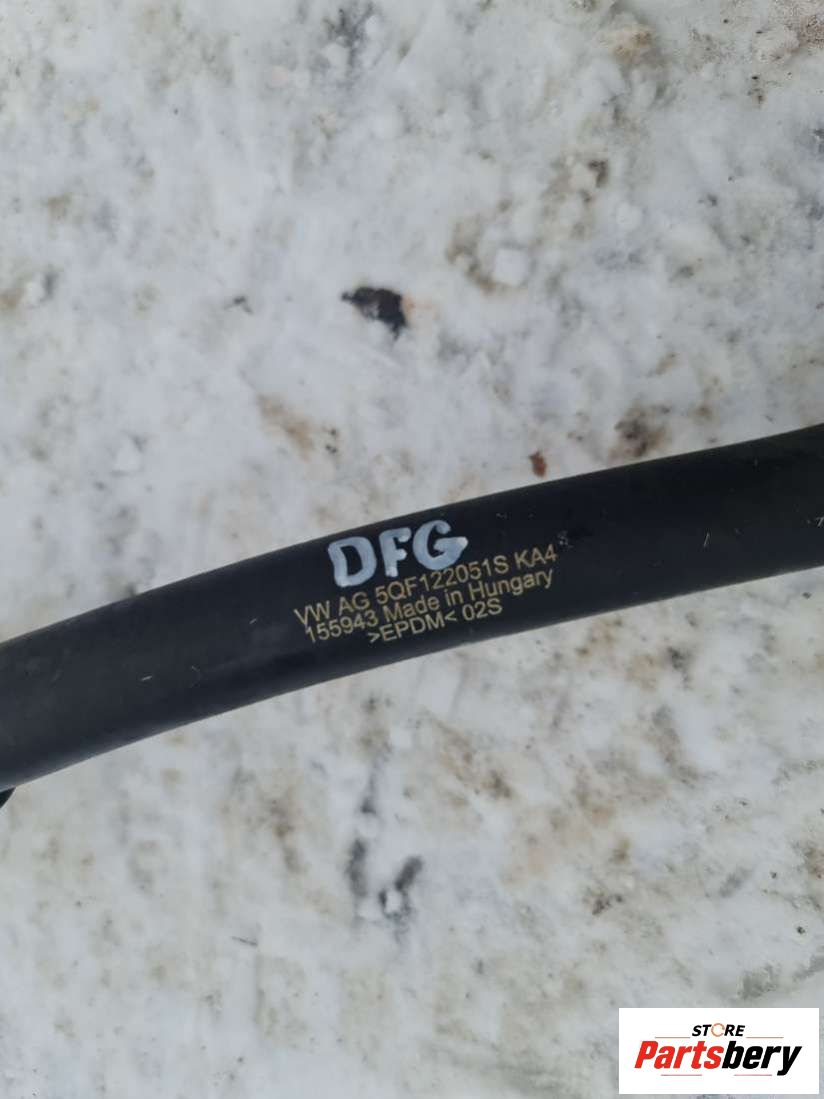 DFG
VW AG 5QF122051S KA4
155943 Made in Hungary
>EPDM< 02S
STORE
Partsbery